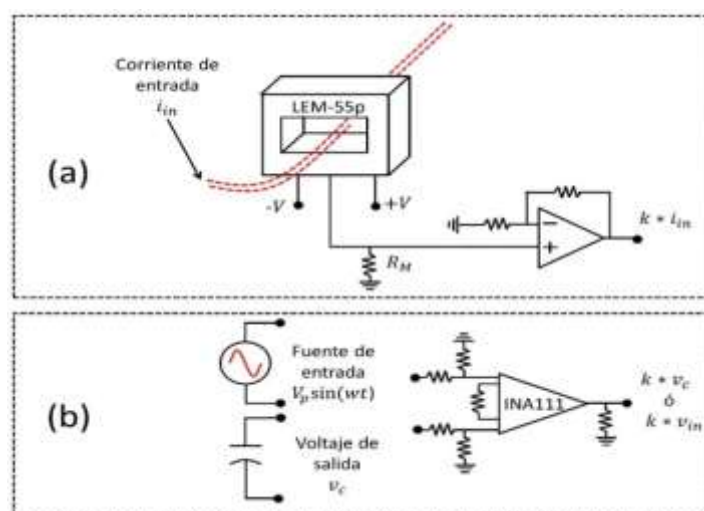 Corriente de
entrada
i_in
LEM-55p
(a)
-V
+V
R_M
k * i_in
Fuente de
entrada
V_p sin(wt)
(b)
Voltaje de
salida
v_c
INA111
k * v_c
ó
k * v_in